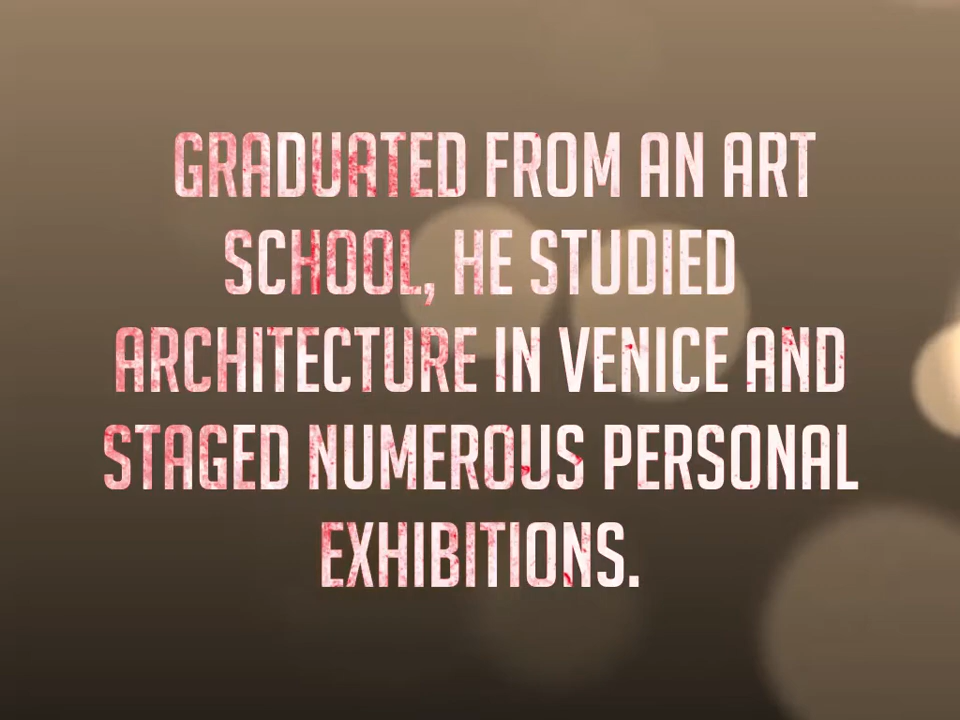 GRADUATED FROM AN ART
SCHOOL, HE STUDIED
ARCHITECTURE IN VENICE AND
STAGED NUMEROUS PERSONAL
EXHIBITIONS.